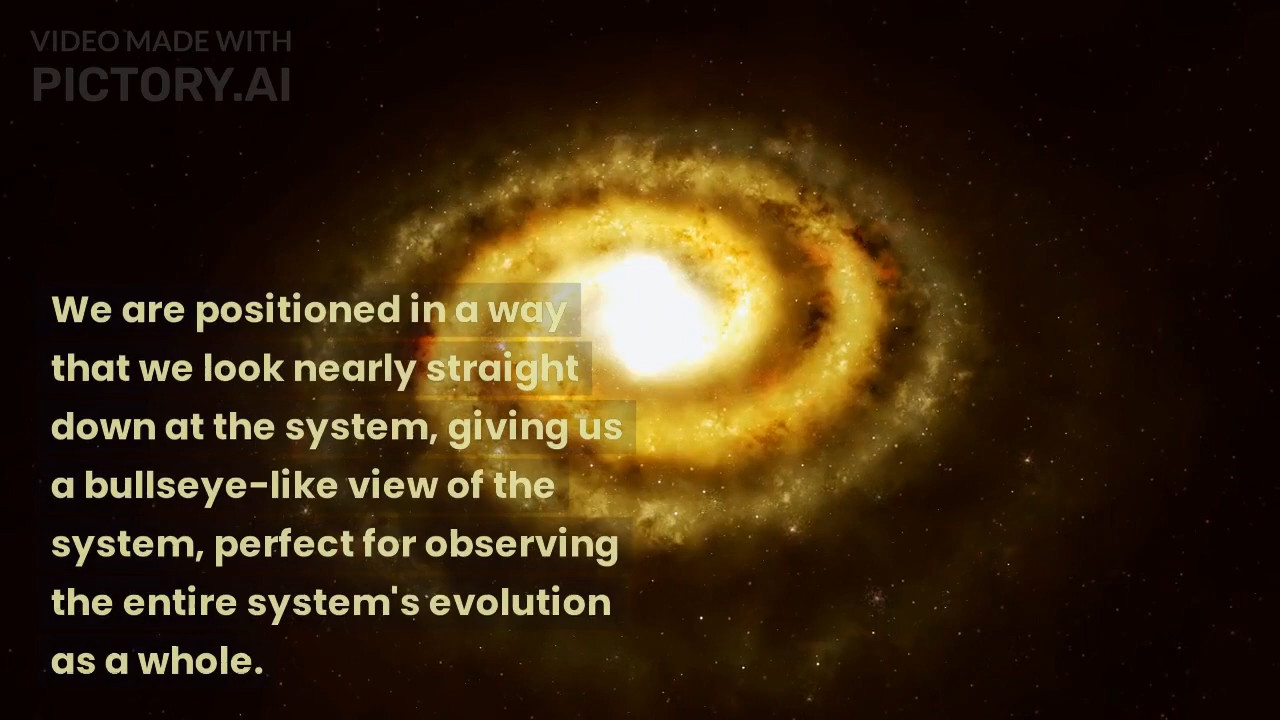 VIDEO MADE WITH
PICTORY.AI
We are positioned in a way
that we look nearly straight
down at the system, giving us
a bullseye-like view of the
system, perfect for observing
the entire system's evolution
as a whole.